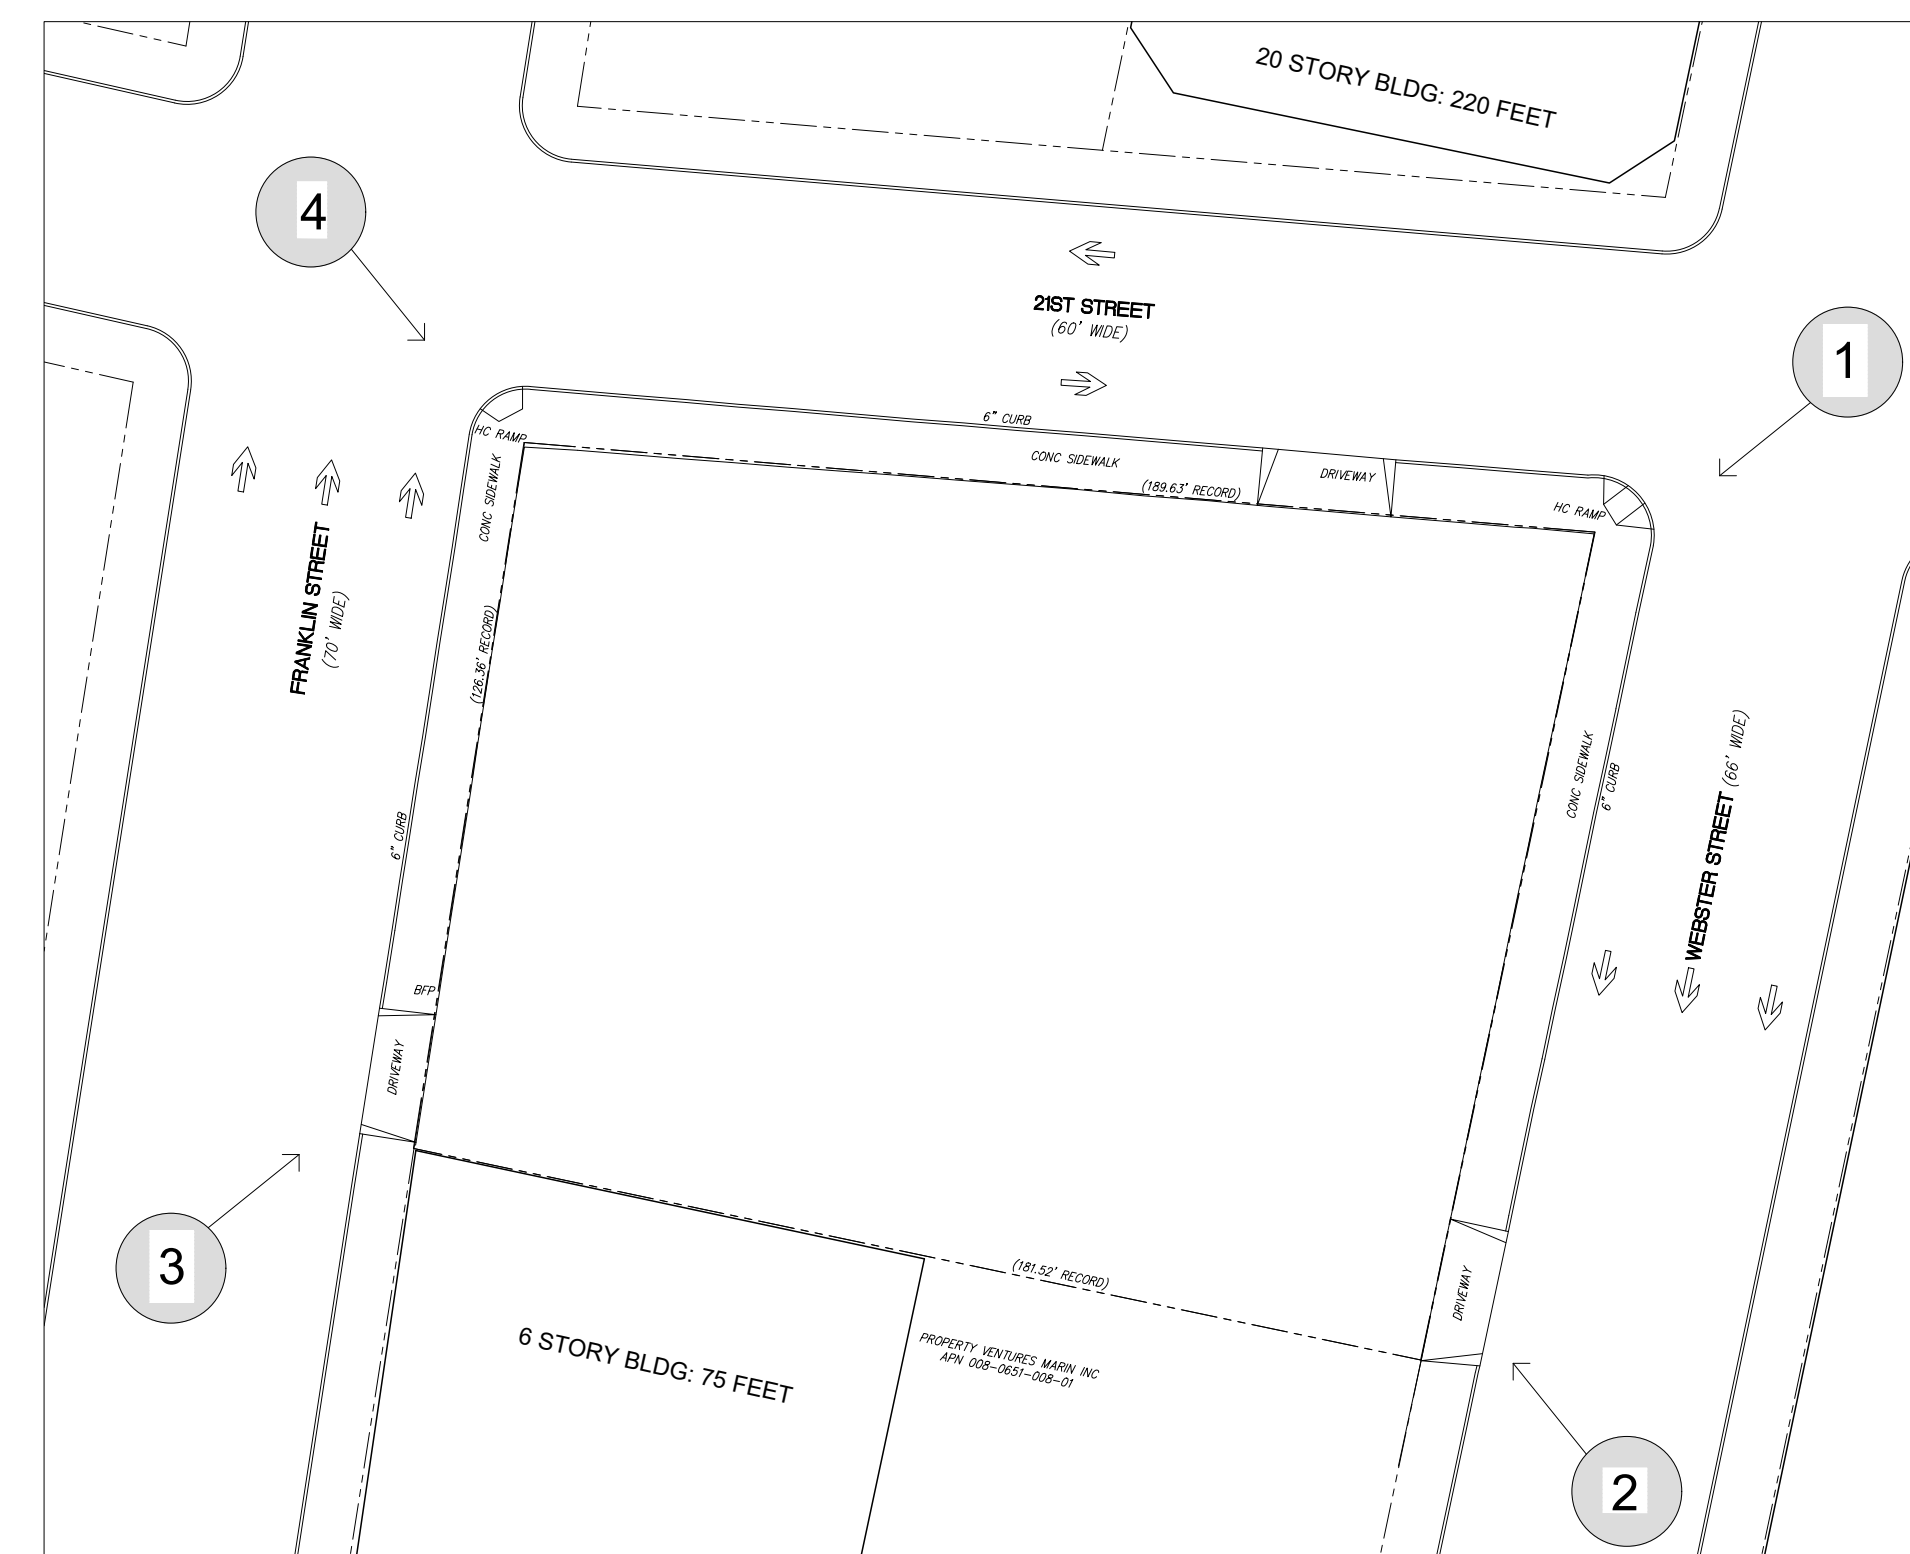 20 STORY BLDG: 220 FEET
4
21ST STREET
(60' WIDE)
1
6" CURB
HC RAMP
CONC SIDEWALK
CONC SIDEWALK
(189.63' RECORD)
DRIVEWAY
HC RAMP
FRANKLIN STREET
(70' WIDE)
(126.36' RECORD)
6" CURB
CONC SIDEWALK
6" CURB
WEBSTER STREET (66' WIDE)
BFP
DRIVEWAY
3
(181.52' RECORD)
DRIVEWAY
6 STORY BLDG: 75 FEET
PROPERTY VENTURES MARIN INC
APN 008-0651-008-01
2